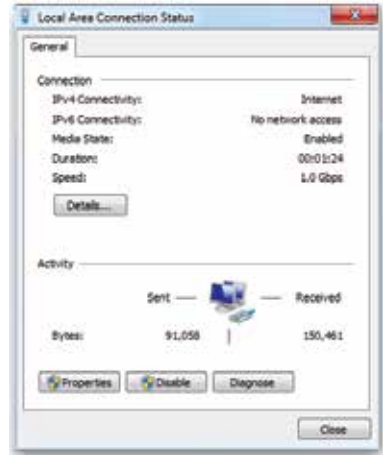 Local Area Connection Status
General
Connection
IPv4 Connectivity: Internet
IPv6 Connectivity: No network access
Media State: Enabled
Duration: 00:01:24
Speed: 1.0 Gbps
Details...
Activity
Sent — — Received
Bytes: 91,058 | 150,461
Properties Disable Diagnose
Close